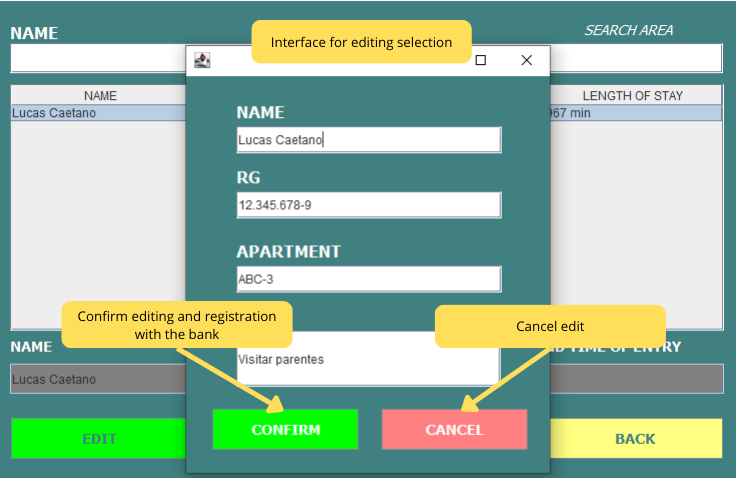 NAME
SEARCH AREA
Interface for editing selection
NAME
LENGTH OF STAY
Lucas Caetano
967 min
NAME
Lucas Caetano
RG
12.345.678-9
APARTMENT
ABC-3
Confirm editing and registration
with the bank
Cancel edit
NAME
TIME OF ENTRY
Visitar parentes
Lucas Caetano
EDIT
CONFIRM
CANCEL
BACK